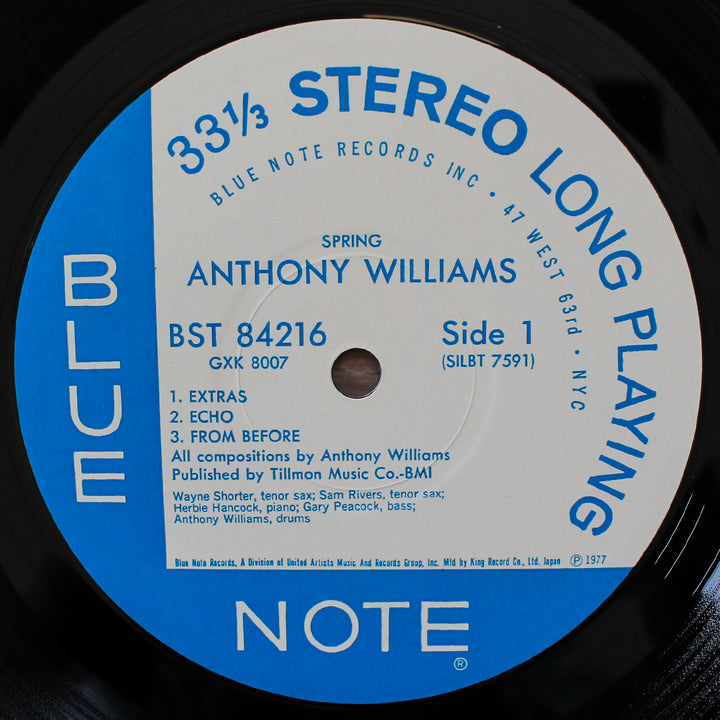 33⅓ STEREO LONG PLAYING
BLUE NOTE RECORDS INC • 47 WEST 63rd • NYC
SPRING
ANTHONY WILLIAMS
BST 84216
GXK 8007
Side 1
(SILBT 7591)
1. EXTRAS
2. ECHO
3. FROM BEFORE
All compositions by Anthony Williams
Published by Tillmon Music Co.-BMI
Wayne Shorter, tenor sax; Sam Rivers, tenor sax;
Herbie Hancock, piano; Gary Peacock, bass;
Anthony Williams, drums
Blue Note Records, A Division of United Artists Music And Records Group, Inc. Mfd by King Record Co., Ltd. Japan ℗ 1977
BLUE
NOTE ®